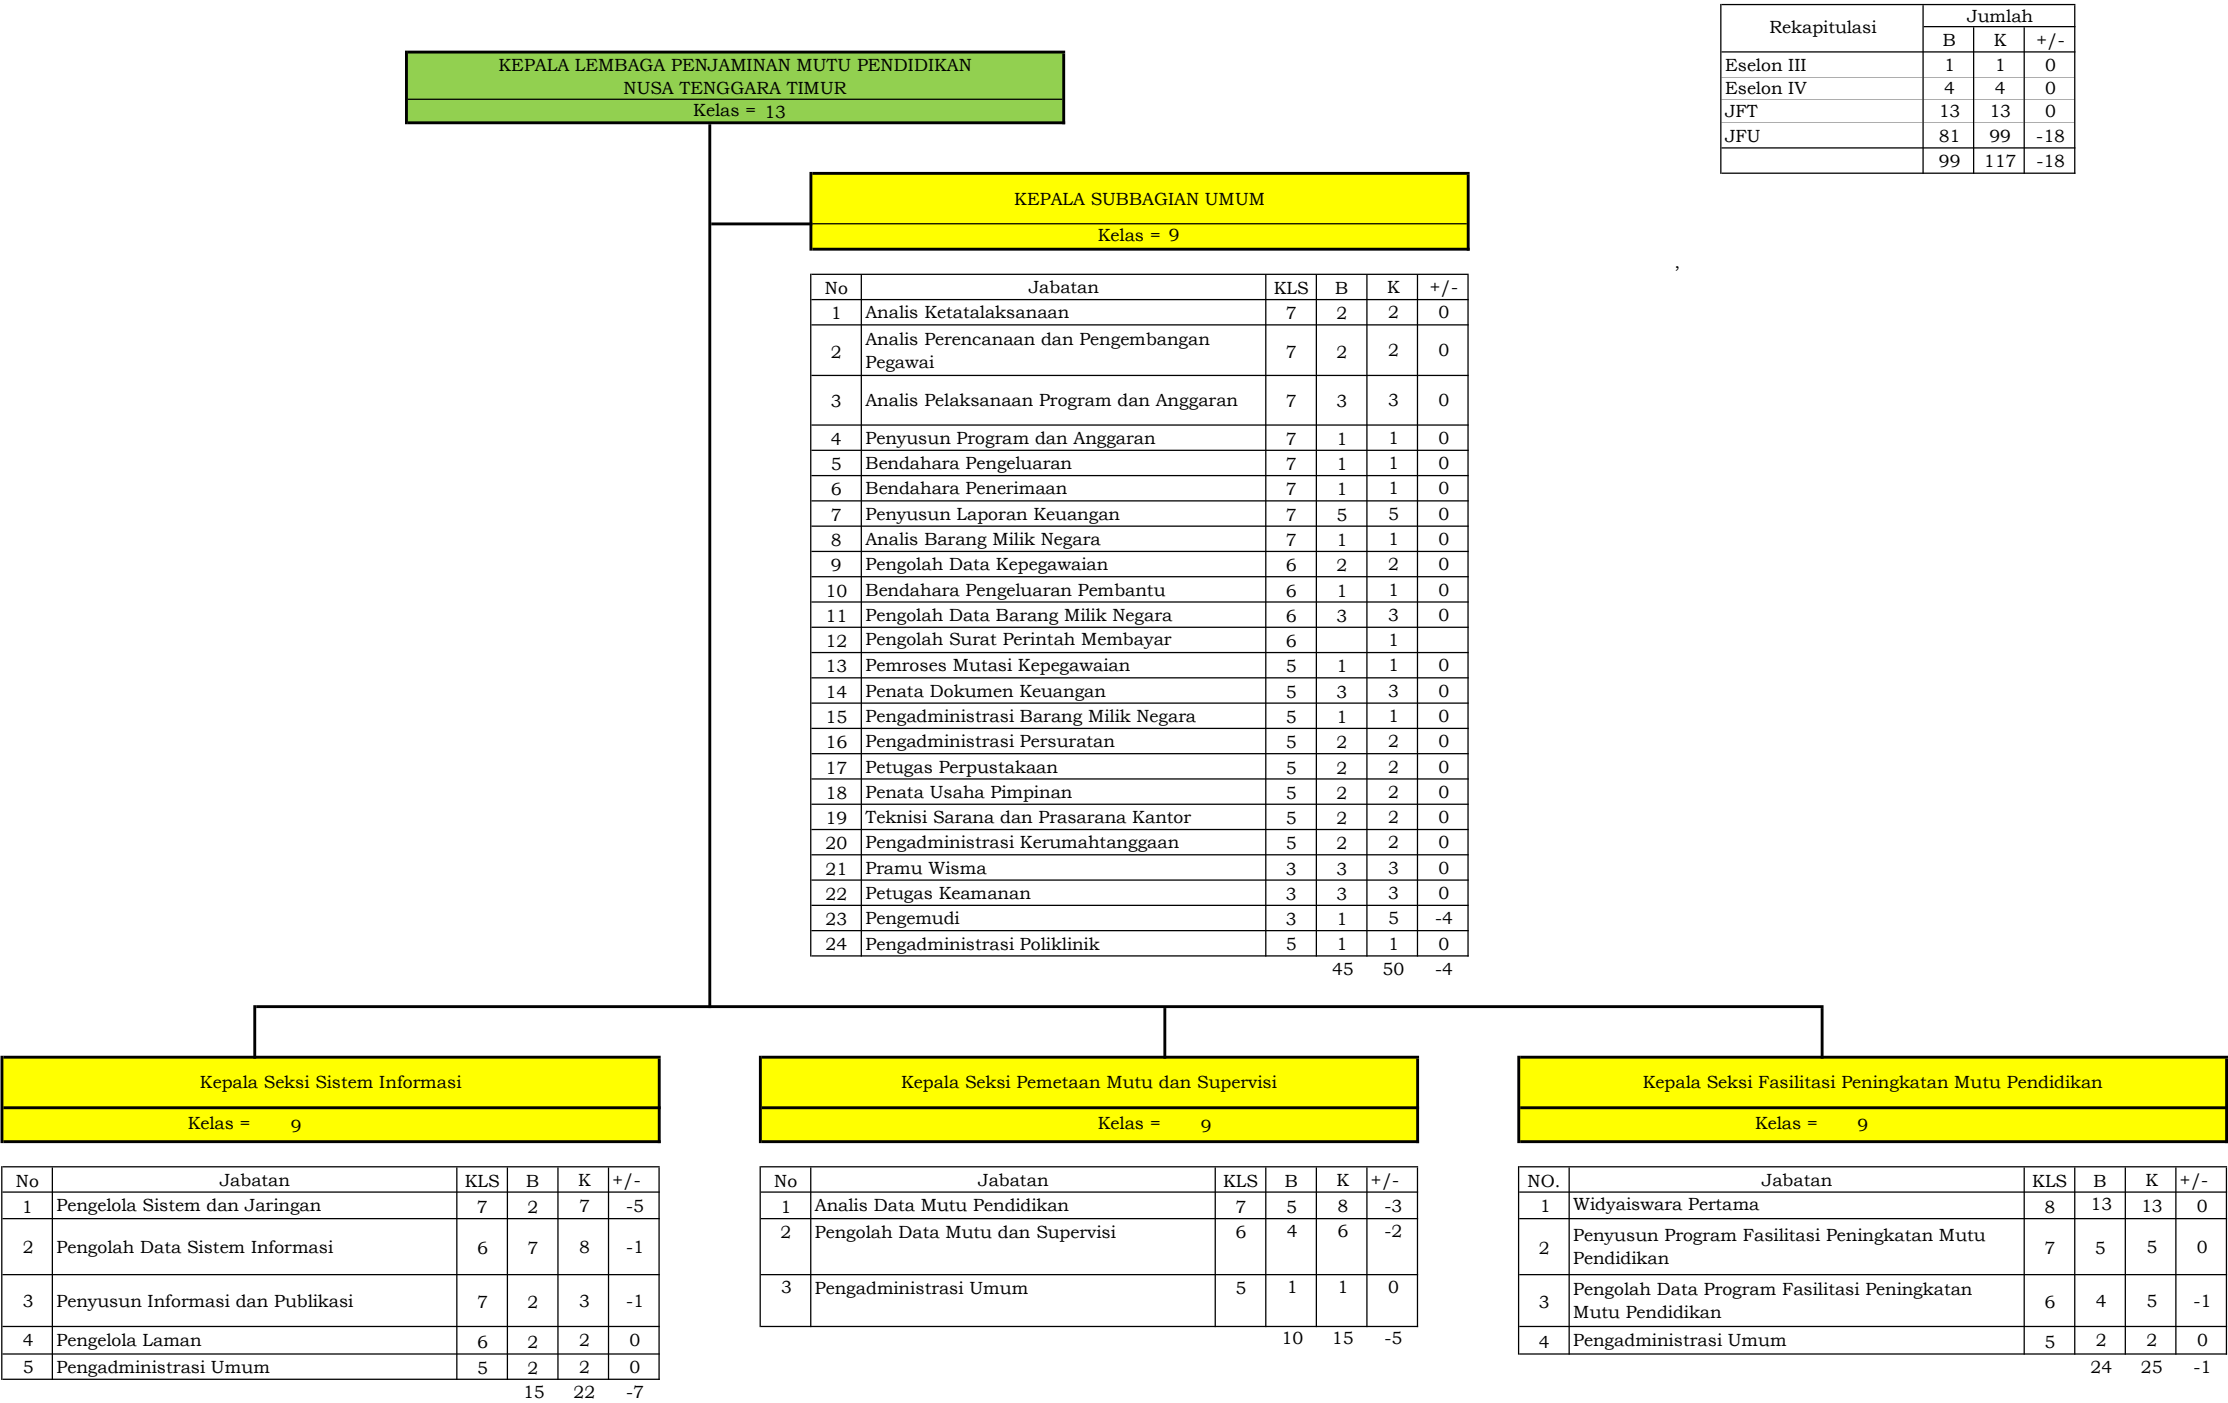 Rekapitulasi Jumlah
B K +/-
Eselon III 1 1 0
Eselon IV 4 4 0
JFT 13 13 0
JFU 81 99 -18
99 117 -18
KEPALA LEMBAGA PENJAMINAN MUTU PENDIDIKAN
NUSA TENGGARA TIMUR
Kelas = 13
KEPALA SUBBAGIAN UMUM
Kelas = 9
,
No Jabatan KLS B K +/-
1 Analis Ketatalaksanaan 7 2 2 0
2 Analis Perencanaan dan Pengembangan
Pegawai 7 2 2 0
3 Analis Pelaksanaan Program dan Anggaran 7 3 3 0
4 Penyusun Program dan Anggaran 7 1 1 0
5 Bendahara Pengeluaran 7 1 1 0
6 Bendahara Penerimaan 7 1 1 0
7 Penyusun Laporan Keuangan 7 5 5 0
8 Analis Barang Milik Negara 7 1 1 0
9 Pengolah Data Kepegawaian 6 2 2 0
10 Bendahara Pengeluaran Pembantu 6 1 1 0
11 Pengolah Data Barang Milik Negara 6 3 3 0
12 Pengolah Surat Perintah Membayar 6 1
13 Pemroses Mutasi Kepegawaian 5 1 1 0
14 Penata Dokumen Keuangan 5 3 3 0
15 Pengadministrasi Barang Milik Negara 5 1 1 0
16 Pengadministrasi Persuratan 5 2 2 0
17 Petugas Perpustakaan 5 2 2 0
18 Penata Usaha Pimpinan 5 2 2 0
19 Teknisi Sarana dan Prasarana Kantor 5 2 2 0
20 Pengadministrasi Kerumahtanggaan 5 2 2 0
21 Pramu Wisma 3 3 3 0
22 Petugas Keamanan 3 3 3 0
23 Pengemudi 3 1 5 -4
24 Pengadministrasi Poliklinik 5 1 1 0
45 50 -4
Kepala Seksi Sistem Informasi
Kelas = 9
No Jabatan KLS B K +/-
1 Pengelola Sistem dan Jaringan 7 2 7 -5
2 Pengolah Data Sistem Informasi 6 7 8 -1
3 Penyusun Informasi dan Publikasi 7 2 3 -1
4 Pengelola Laman 6 2 2 0
5 Pengadministrasi Umum 5 2 2 0
15 22 -7
Kepala Seksi Pemetaan Mutu dan Supervisi
Kelas = 9
No Jabatan KLS B K +/-
1 Analis Data Mutu Pendidikan 7 5 8 -3
2 Pengolah Data Mutu dan Supervisi 6 4 6 -2
3 Pengadministrasi Umum 5 1 1 0
10 15 -5
Kepala Seksi Fasilitasi Peningkatan Mutu Pendidikan
Kelas = 9
NO. Jabatan KLS B K +/-
1 Widyaiswara Pertama 8 13 13 0
2 Penyusun Program Fasilitasi Peningkatan Mutu
Pendidikan 7 5 5 0
3 Pengolah Data Program Fasilitasi Peningkatan
Mutu Pendidikan 6 4 5 -1
4 Pengadministrasi Umum 5 2 2 0
24 25 -1